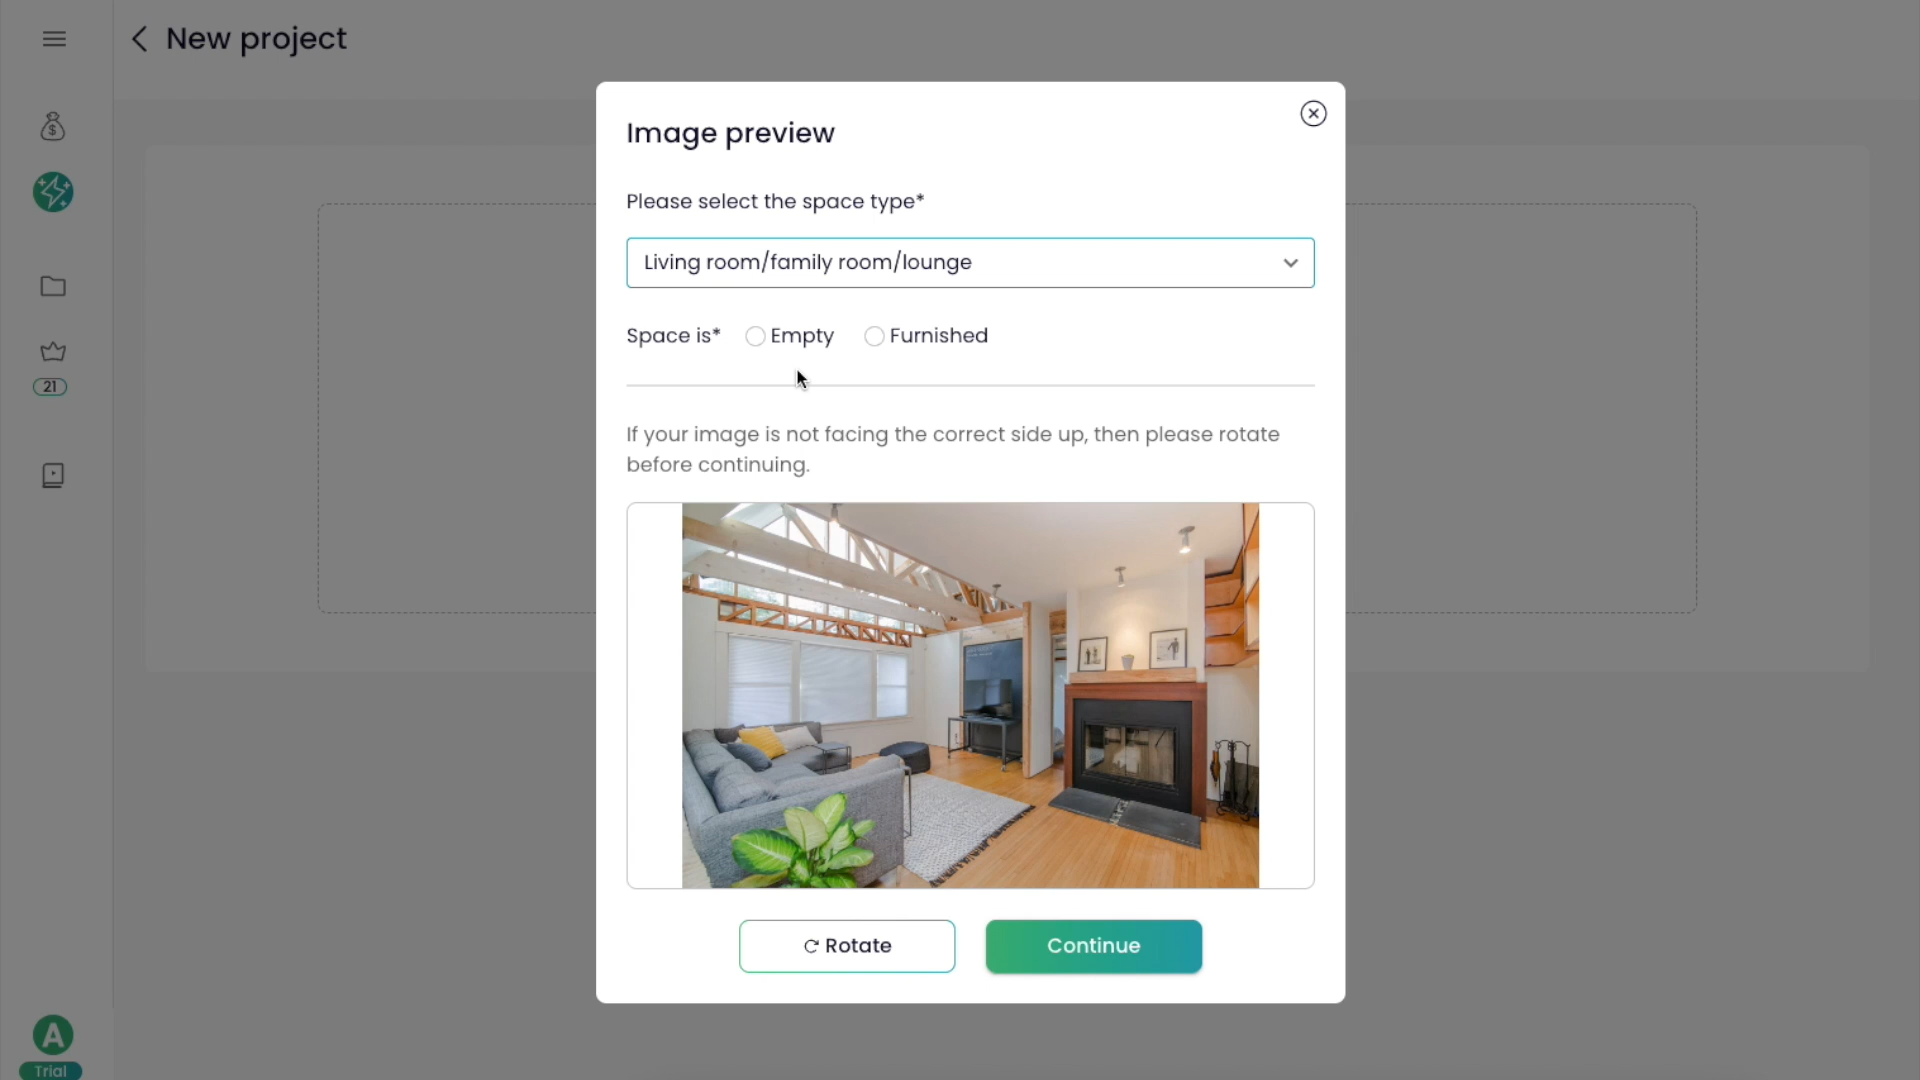 New project
Image preview
Please select the space type*
Living room/family room/lounge
Space is* Empty Furnished
21
If your image is not facing the correct side up, then please rotate
before continuing.
Rotate
Continue
A
Trial